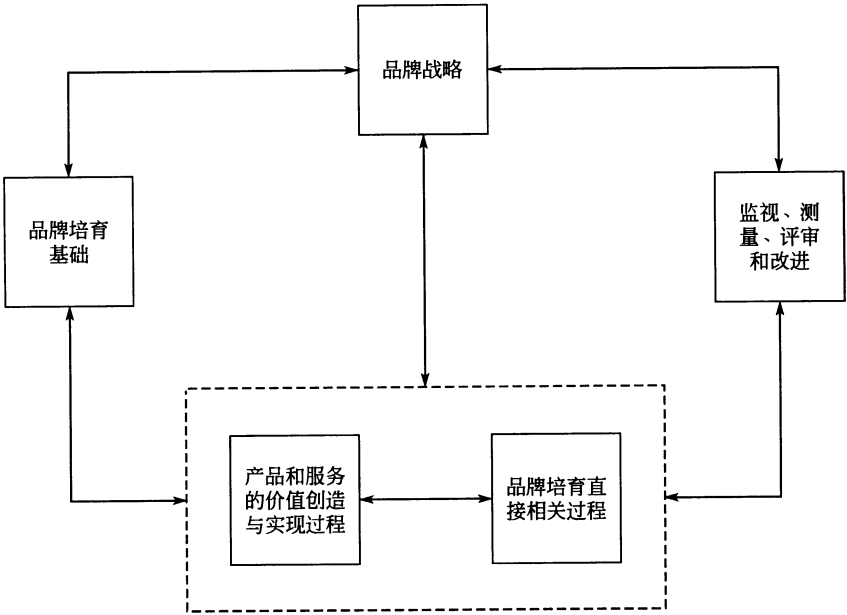 品牌战略
品牌培育
基础
监视、测
量、评审
和改进
产品和服务
的价值创造
与实现过程
品牌培育直
接相关过程